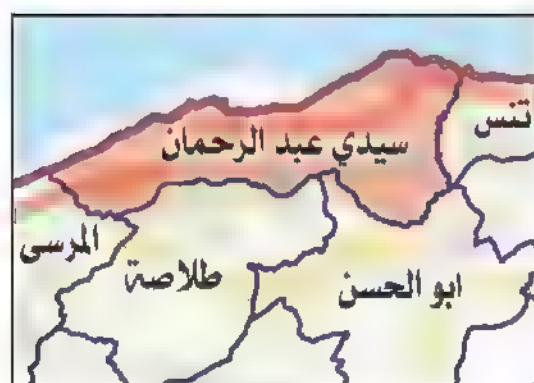 تنس
سيدي عبد الرحمان
المرسى
طلاصة
ابو الحسن